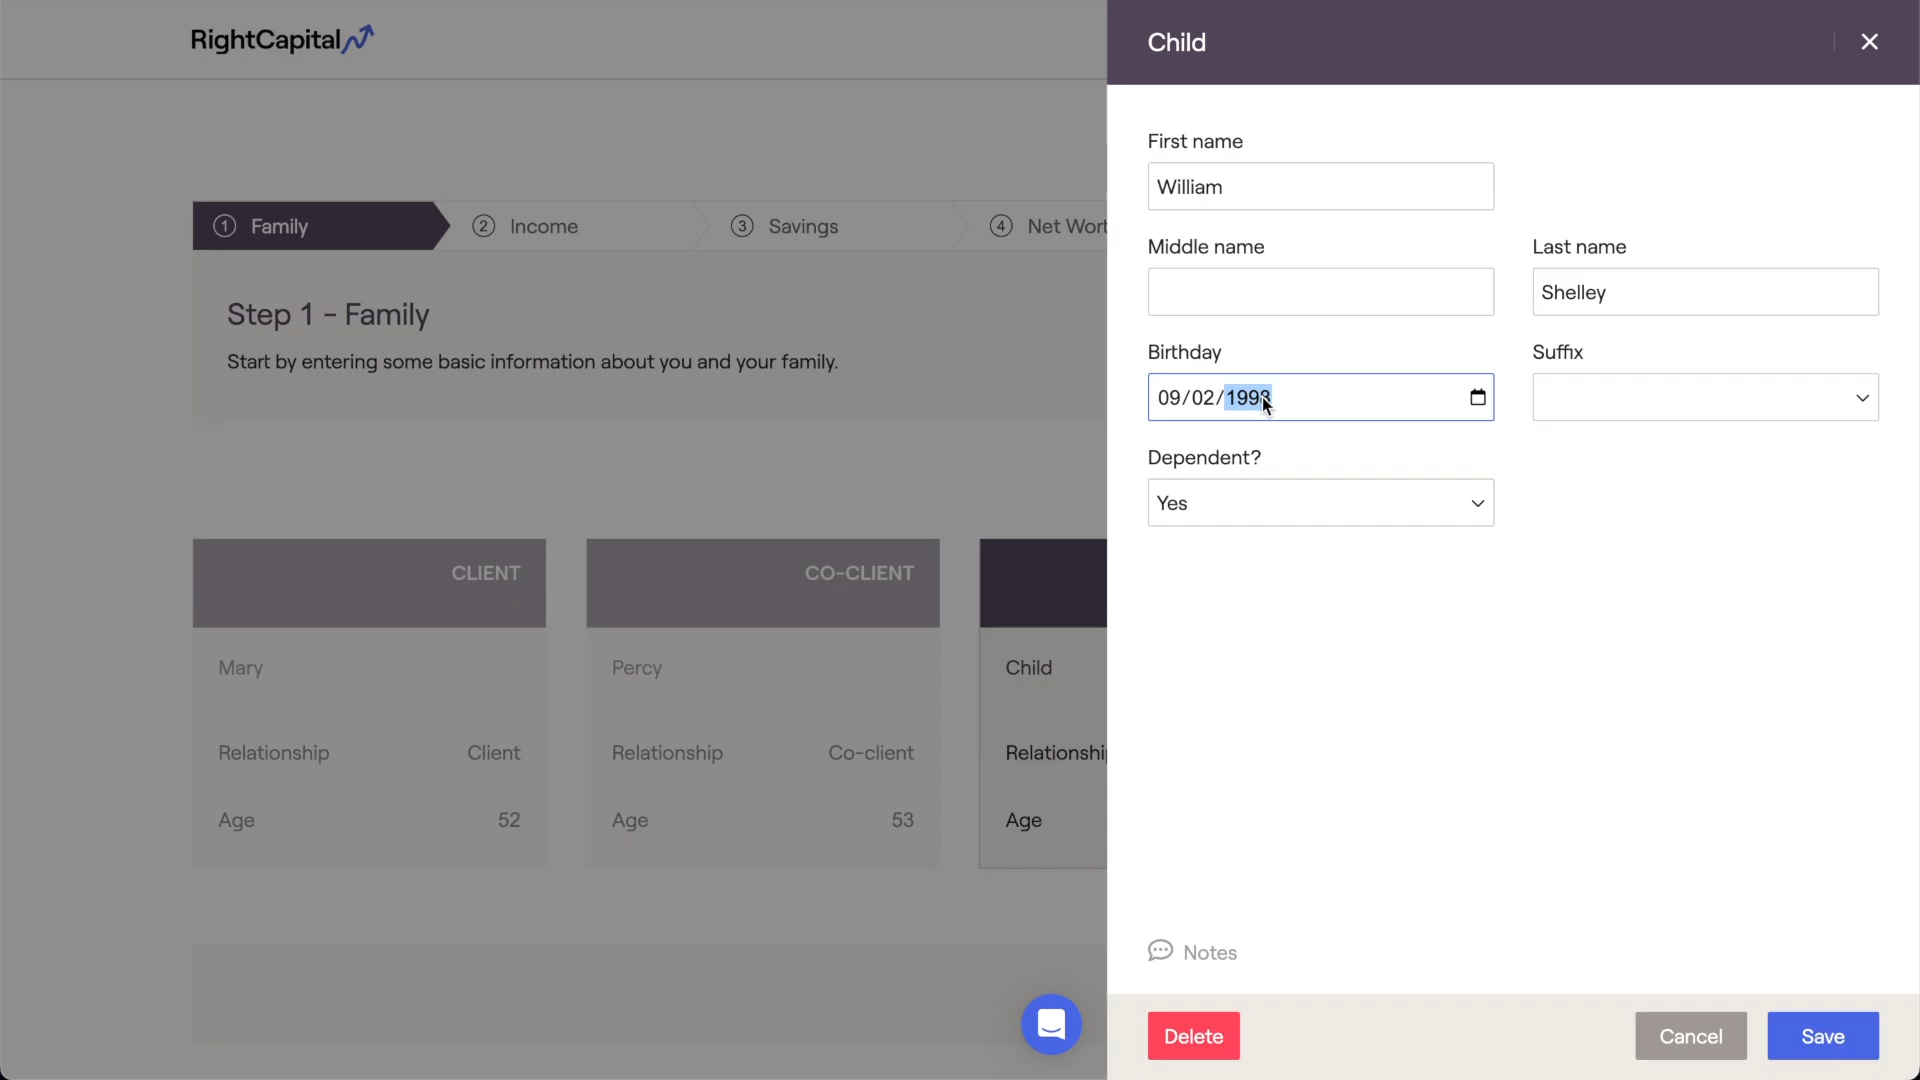 RightCapital
1 Family
2 Income
3 Savings
4 Net Wort
Step 1 - Family
Start by entering some basic information about you and your family.
CLIENT
Mary
Relationship Client
Age 52
CO-CLIENT
Percy
Relationship Co-client
Age 53
Child
Relationshi
Age
Child
First name
William
Middle name
Last name
Shelley
Birthday
09/02/1998
Suffix
Dependent?
Yes
Notes
Delete
Cancel
Save